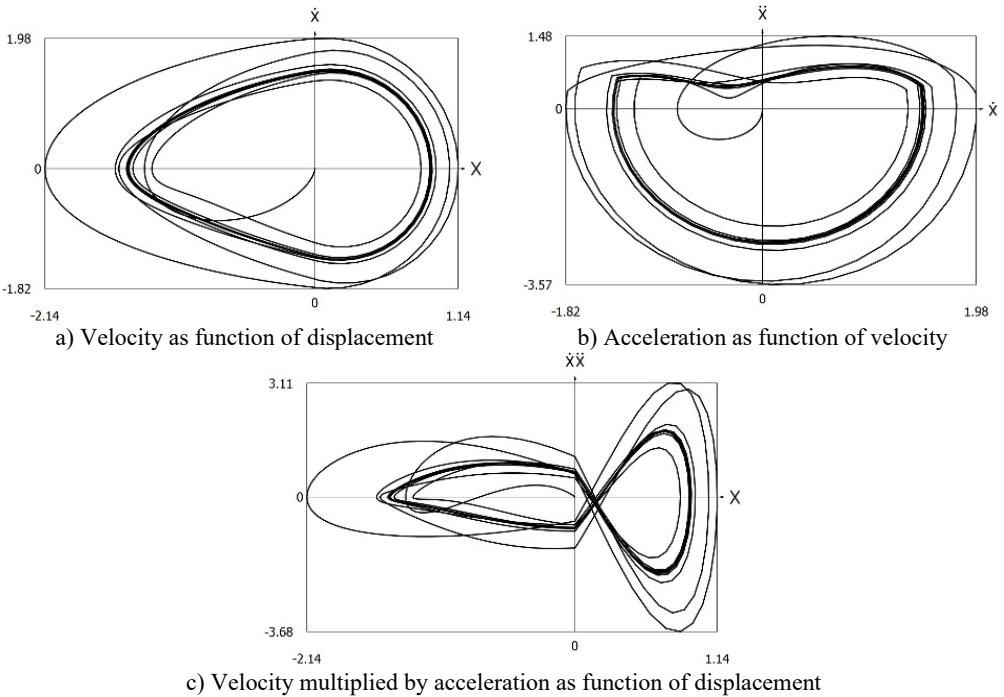 Ẋ
1.98
0
X
-1.82
0
-2.14
1.14
a) Velocity as function of displacement
Ẍ
1.48
0
Ẋ
-3.57
0
-1.82
1.98
b) Acceleration as function of velocity
ẊẌ
3.11
0
X
-3.68
0
-2.14
1.14
c) Velocity multiplied by acceleration as function of displacement